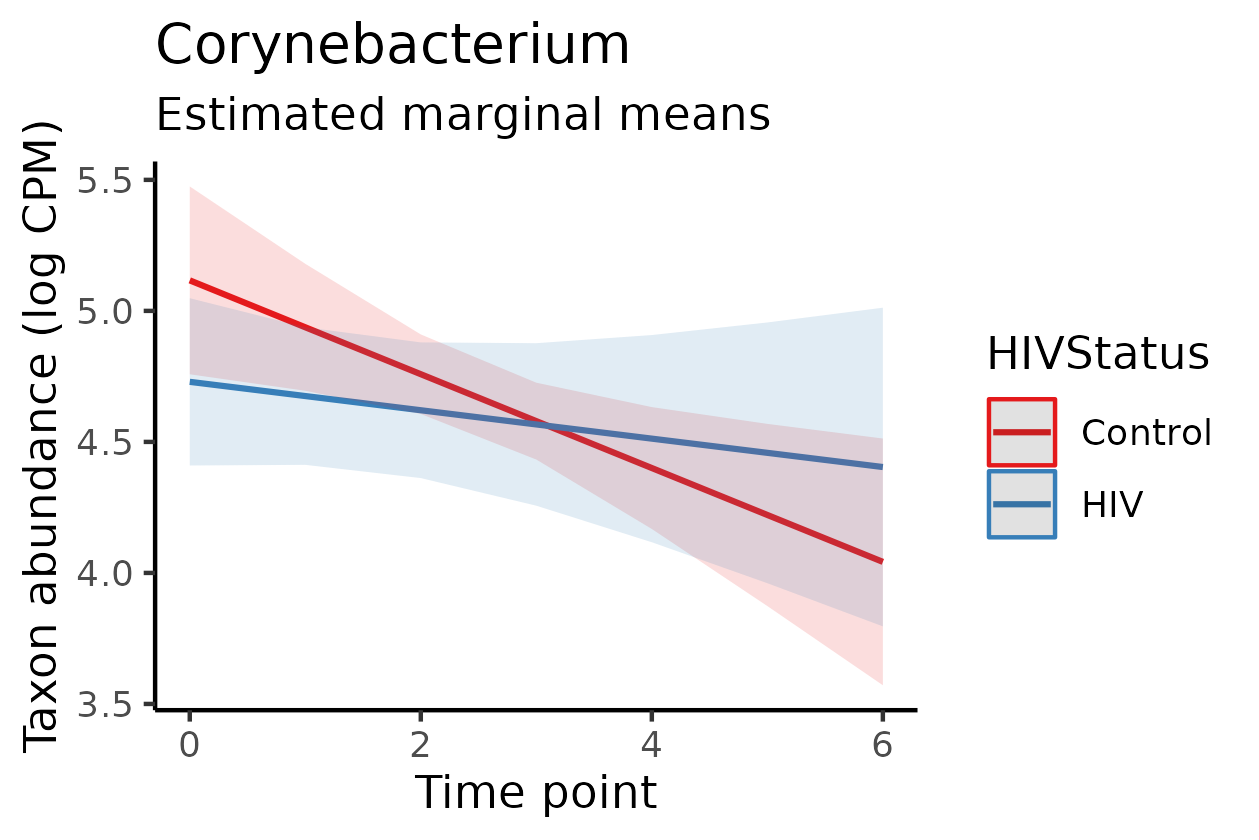 Corynebacterium
Estimated marginal means
Taxon abundance (log CPM)
5.5
5.0
4.5
4.0
3.5
0 2 4 6
Time point
HIVStatus
Control
HIV